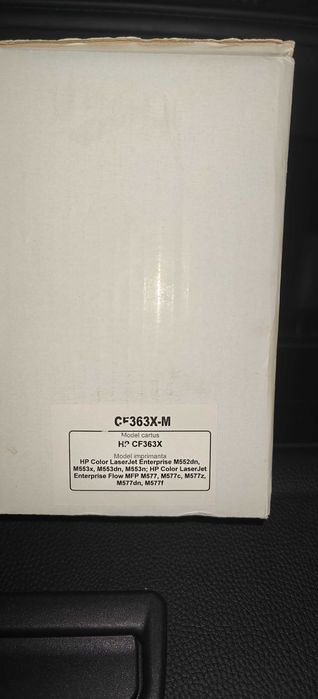 CF363X-M
Model cartus
HP CF363X
Model imprimanta
HP Color LaserJet Enterprise M552dn,
M553x, M553dn, M553n; HP Color LaserJet
Enterprise Flow MFP M577, M577c, M577z,
M577dn, M577f